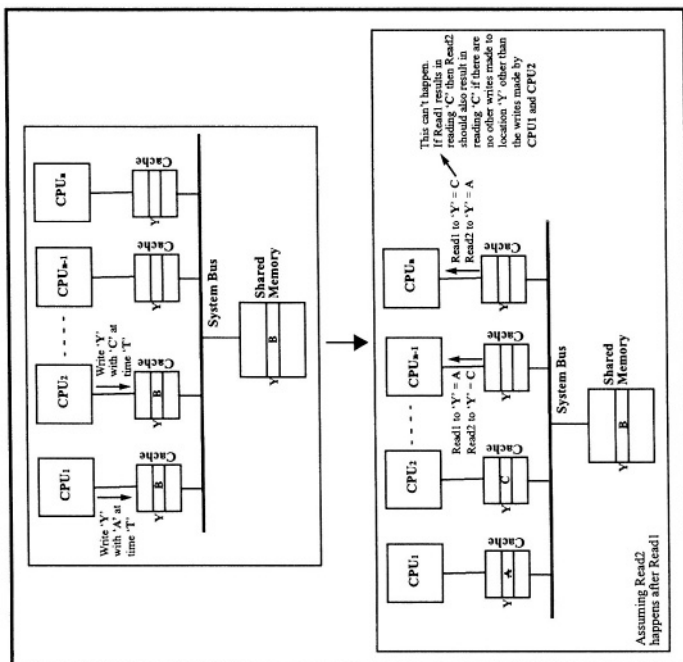 CPU₁
CPU₂
CPUₙ₋₁
CPUₙ
Write ‘Y’
with ‘A’ at
time ‘T’
Write ‘Y’
with ‘C’ at
time ‘T’
Cache
Y B
Cache
Y B
Cache
Y
Cache
Y
System Bus
Shared
Memory
Y B
This can't happen.
If Read1 results in
reading ‘C’ then Read2
should also result in
reading ‘C’ if there are
no other writes made to
location ‘Y’ other than
the writes made by
CPU1 and CPU2
CPU₁
CPU₂
CPUₙ₋₁
CPUₙ
Read1 to ‘Y’ = A
Read2 to ‘Y’ – C
Read1 to ‘Y’ = C
Read2 to ‘Y’ = A
Cache
Y A
Cache
Y C
Cache
Y
Cache
Y
System Bus
Shared
Memory
Y B
Assuming Read2
happens after Read1